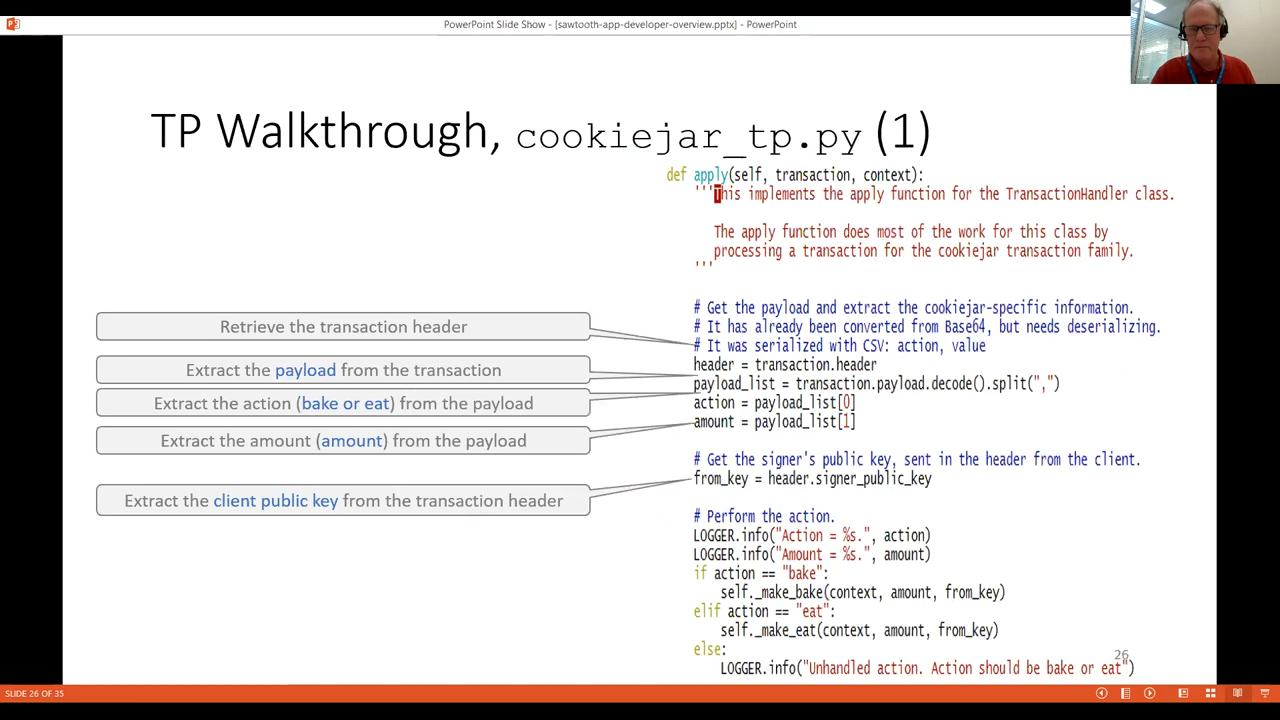 PowerPoint Slide Show - [sawtooth-app-developer-overview.pptx] - PowerPoint
TP Walkthrough, cookiejar_tp.py (1)
def apply(self, transaction, context):
'''This implements the apply function for the TransactionHandler class.
The apply function does most of the work for this class by
processing a transaction for the cookiejar transaction family.
'''
# Get the payload and extract the cookiejar-specific information.
# It has already been converted from Base64, but needs deserializing.
# It was serialized with CSV: action, value
header = transaction.header
payload_list = transaction.payload.decode().split(",")
action = payload_list[0]
amount = payload_list[1]
# Get the signer's public key, sent in the header from the client.
from_key = header.signer_public_key
# Perform the action.
LOGGER.info("Action = %s.", action)
LOGGER.info("Amount = %s.", amount)
if action == "bake":
self._make_bake(context, amount, from_key)
elif action == "eat":
self._make_eat(context, amount, from_key)
else:
LOGGER.info("Unhandled action. Action should be bake or eat")
Retrieve the transaction header
Extract the payload from the transaction
Extract the action (bake or eat) from the payload
Extract the amount (amount) from the payload
Extract the client public key from the transaction header
26
SLIDE 26 OF 35